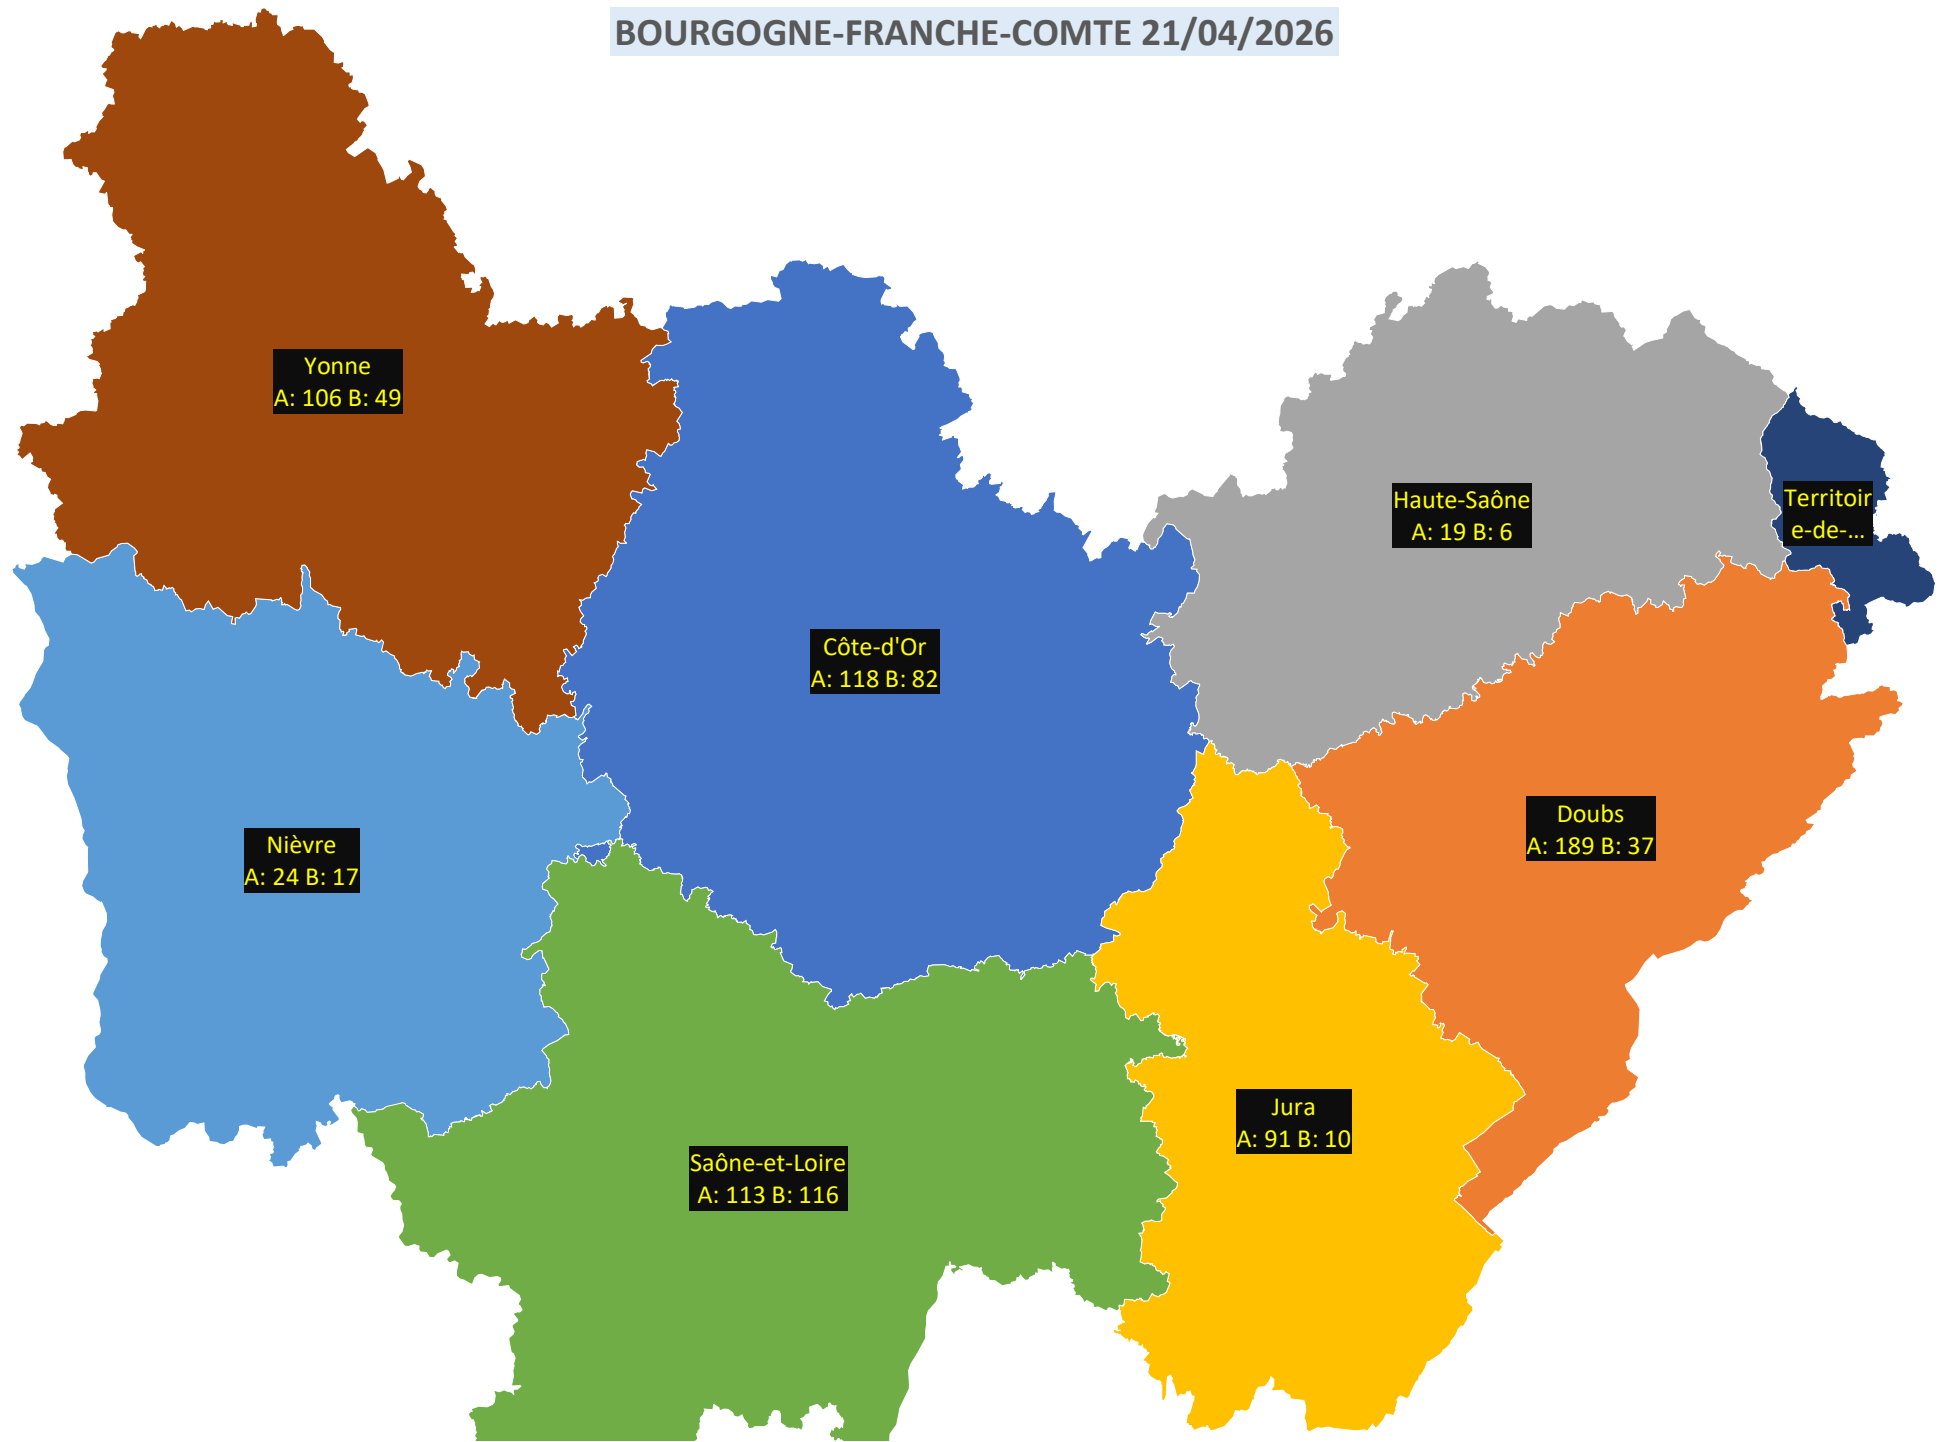 BOURGOGNE-FRANCHE-COMTE 21/04/2026
Yonne
A: 106 B: 49
Haute-Saône
A: 19 B: 6
Territoir
e-de-...
Côte-d'Or
A: 118 B: 82
Doubs
A: 189 B: 37
Nièvre
A: 24 B: 17
Jura
A: 91 B: 10
Saône-et-Loire
A: 113 B: 116